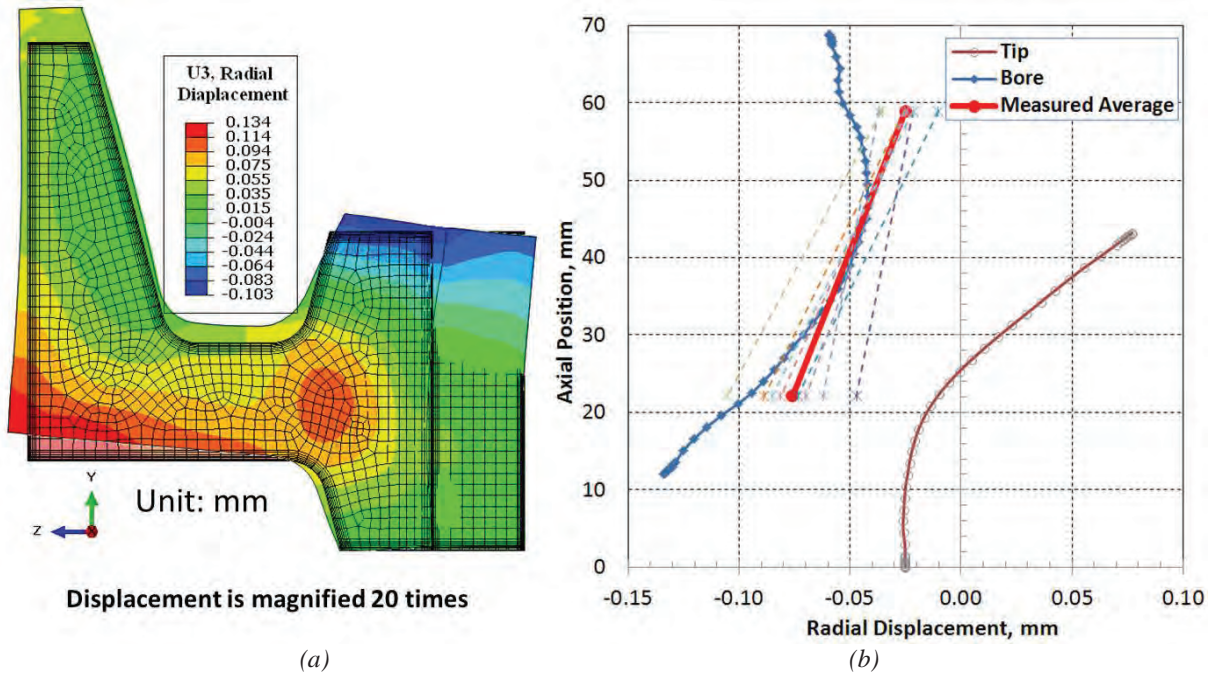 U3, Radial
Diaplacement
0.134
0.114
0.094
0.075
0.055
0.035
0.015
-0.004
-0.024
-0.044
-0.064
-0.083
-0.103
Y
Z
X
Unit: mm
Displacement is magnified 20 times
(a)
70
60
50
40
30
20
10
0
Axial Position, mm
Tip
Bore
Measured Average
-0.15
-0.10
-0.05
0.00
0.05
0.10
Radial Displacement, mm
(b)